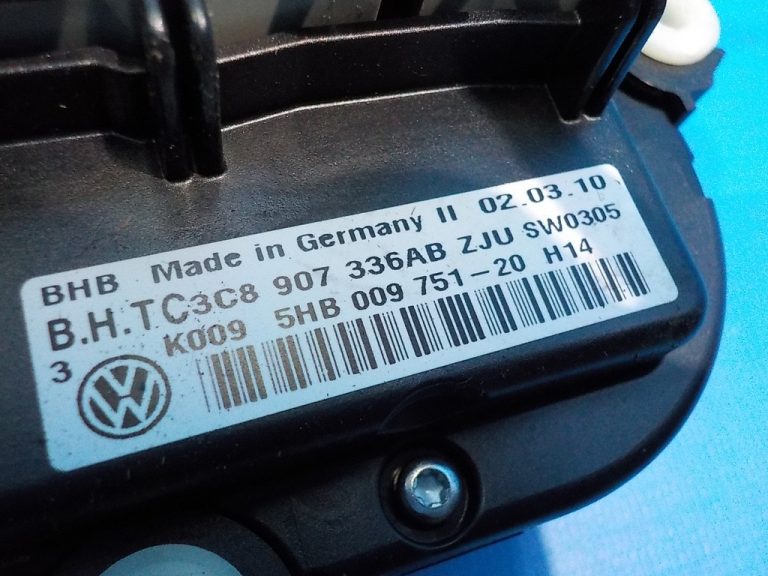 BHB Made in Germany II 02.03.10
B.H.TC3C8 907 336AB ZJU SW0305
3 K009 5HB 009 751-20 H14